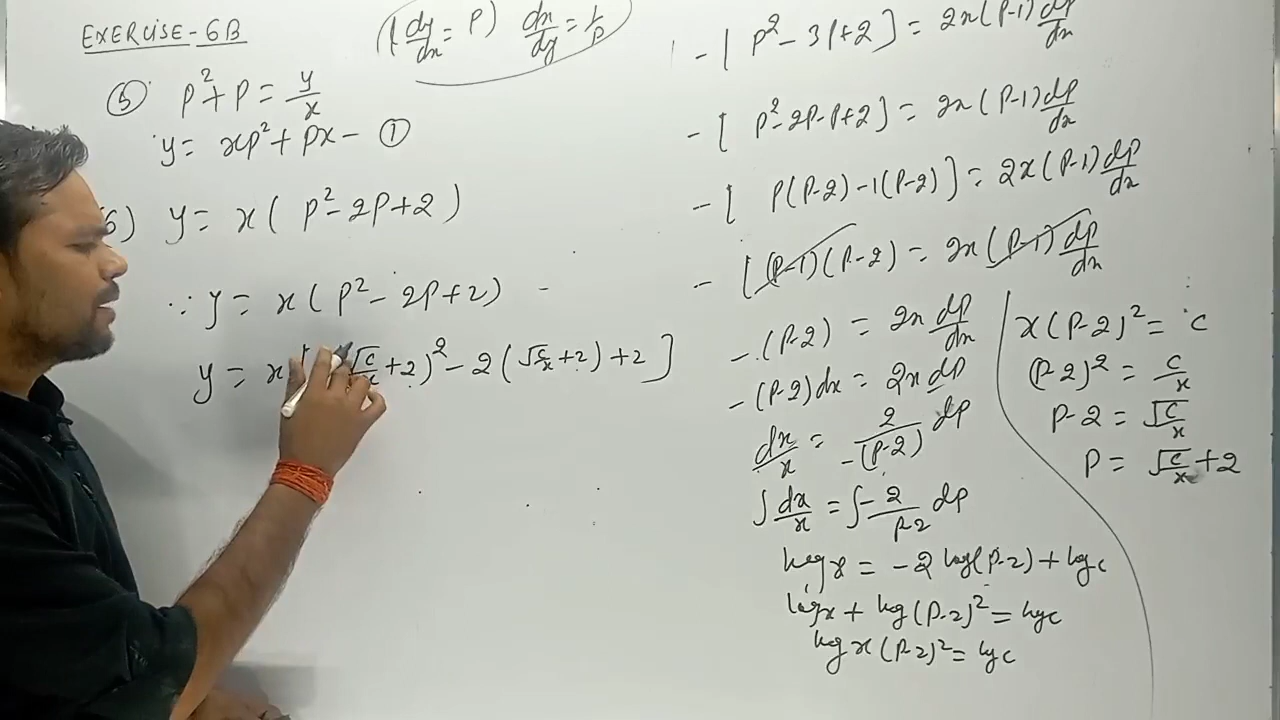 EXERCISE-6B
(∵ dy/dx = P) dx/dy = 1/P
⑤ P²+P = y/x
y = xP² + Px - ①
6) y = x(P²-2P+2)
∵ y = x(P²-2P+2) -
y = x[(√c/x+2)²-2(√c/x+2)+2]
-[P²-3P+2] = 2x(P-1)dp/dx
-[P²-2P-P+2] = 2x(P-1)dp/dx
-[P(P-2)-1(P-2)] = 2x(P-1)dp/dx
-[(P-1)(P-2) = 2x(P-1)dp/dx
-(P-2) = 2x dp/dx
-(P-2)dx = 2x dp
dx/x = 2/-(P-2) dp
∫dx/x = ∫-2/P-2 dp
log x = -2 log(P-2) + log c
log x + log(P-2)² = log c
log x(P-2)² = log c
x(P-2)² = c
(P-2)² = c/x
P-2 = √c/x
P = √c/x+2